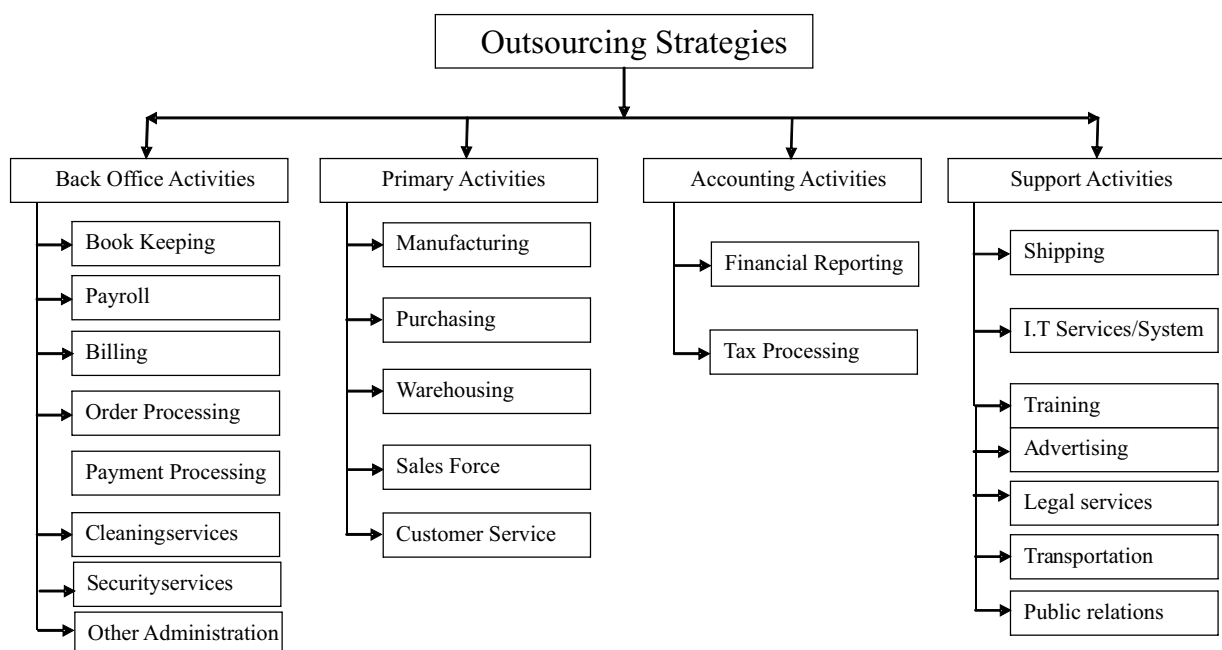 Outsourcing Strategies
Back Office Activities
Book Keeping
Payroll
Billing
Order Processing
Payment Processing
Cleaningservices
Securityservices
Other Administration
Primary Activities
Manufacturing
Purchasing
Warehousing
Sales Force
Customer Service
Accounting Activities
Financial Reporting
Tax Processing
Support Activities
Shipping
I.T Services/System
Training
Advertising
Legal services
Transportation
Public relations